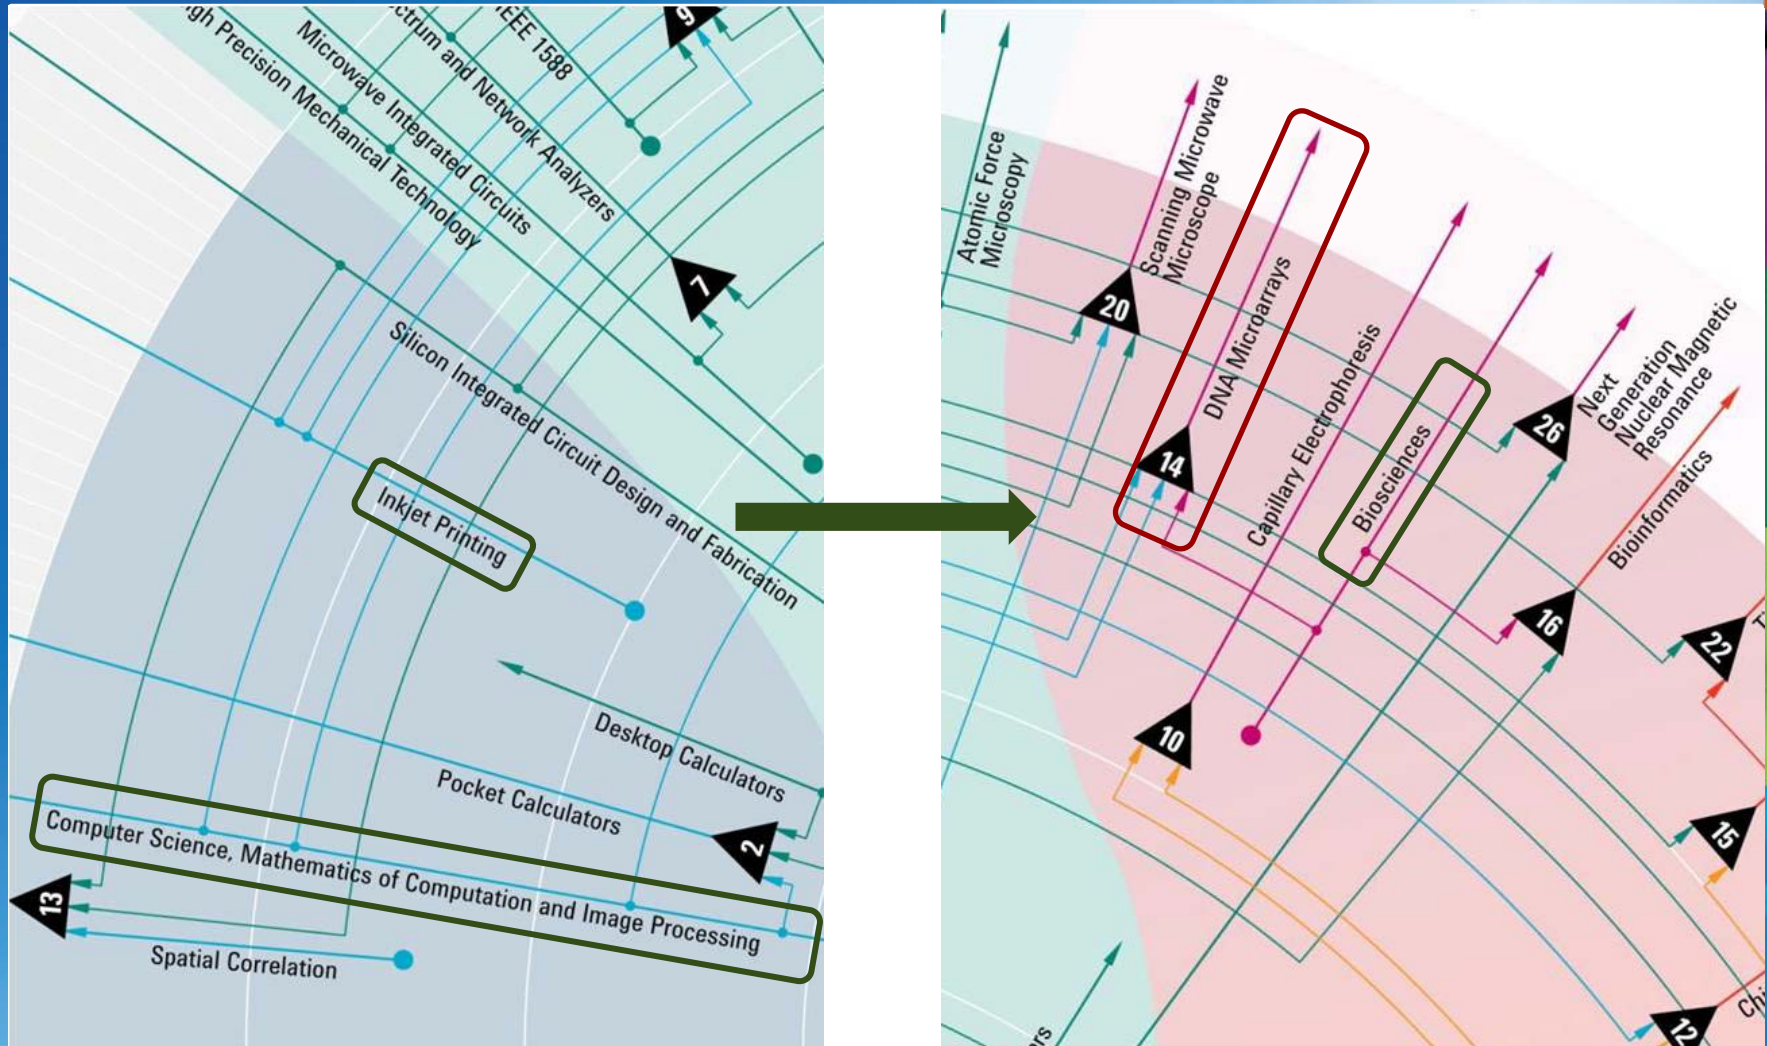 High Precision Mechanical Technology
Microwave Integrated Circuits
Spectrum and Network Analyzers
IEEE 1588
9
7
Silicon Integrated Circuit Design and Fabrication
Inkjet Printing
Desktop Calculators
Pocket Calculators
2
Computer Science, Mathematics of Computation and Image Processing
13
Spatial Correlation
Atomic Force
Microscopy
Scanning Microwave
Microscope
20
DNA Microarrays
14
Capillary Electrophoresis
Biosciences
26
Next
Generation
Nuclear Magnetic
Resonance
Bioinformatics
16
22
10
15
12